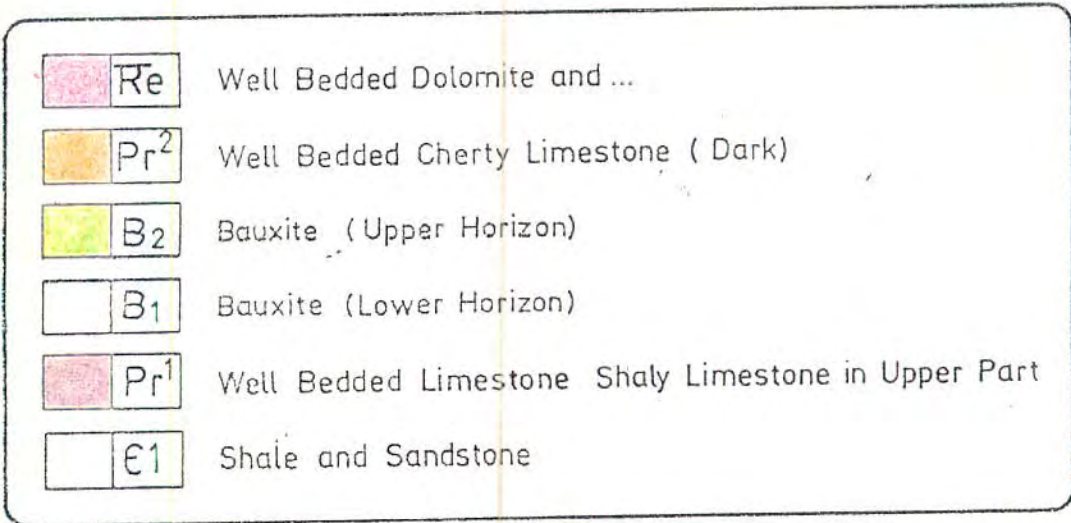 Re Well Bedded Dolomite and ...
Pr² Well Bedded Cherty Limestone ( Dark)
B2 Bauxite ( Upper Horizon)
B1 Bauxite (Lower Horizon)
Pr¹ Well Bedded Limestone Shaly Limestone in Upper Part
Є1 Shale and Sandstone